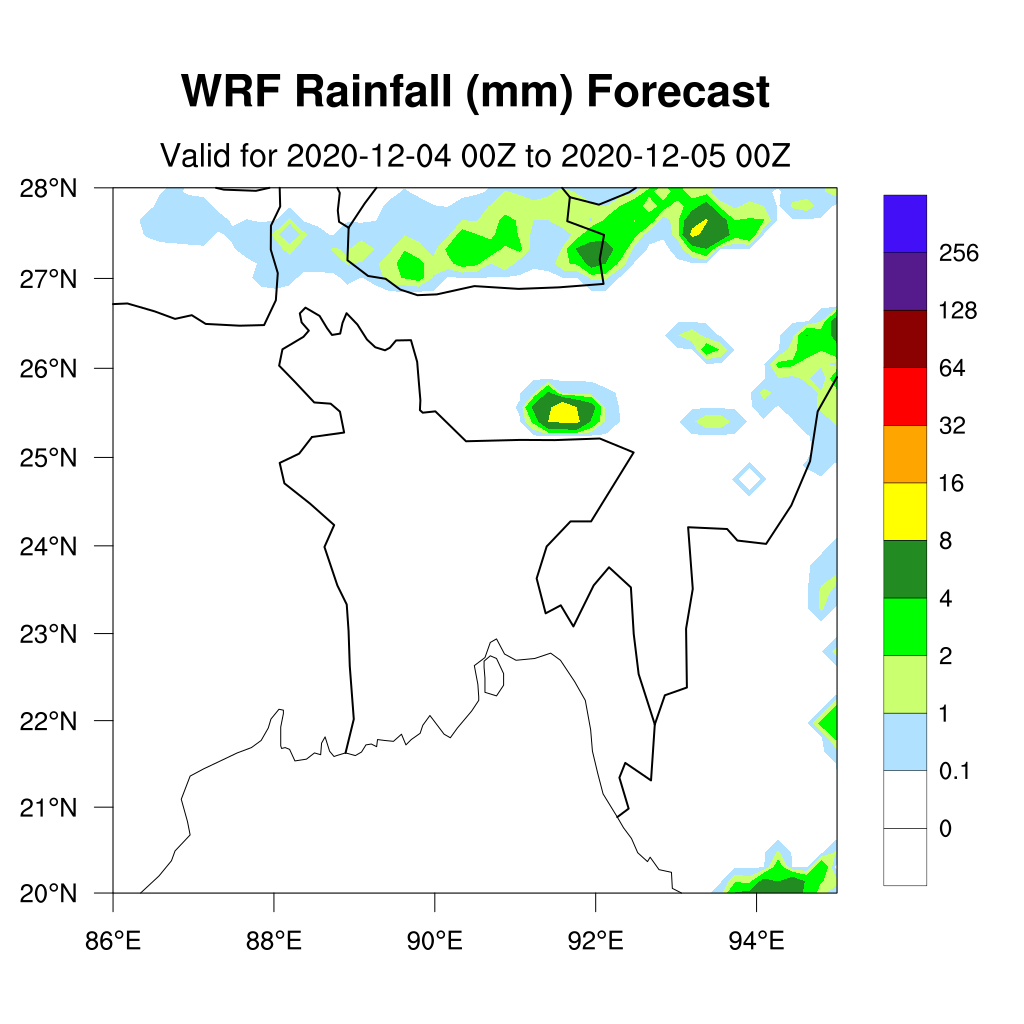 WRF Rainfall (mm) Forecast
Valid for 2020-12-04 00Z to 2020-12-05 00Z
28°N
27°N
26°N
25°N
24°N
23°N
22°N
21°N
20°N
86°E 88°E 90°E 92°E 94°E
256
128
64
32
16
8
4
2
1
0.1
0